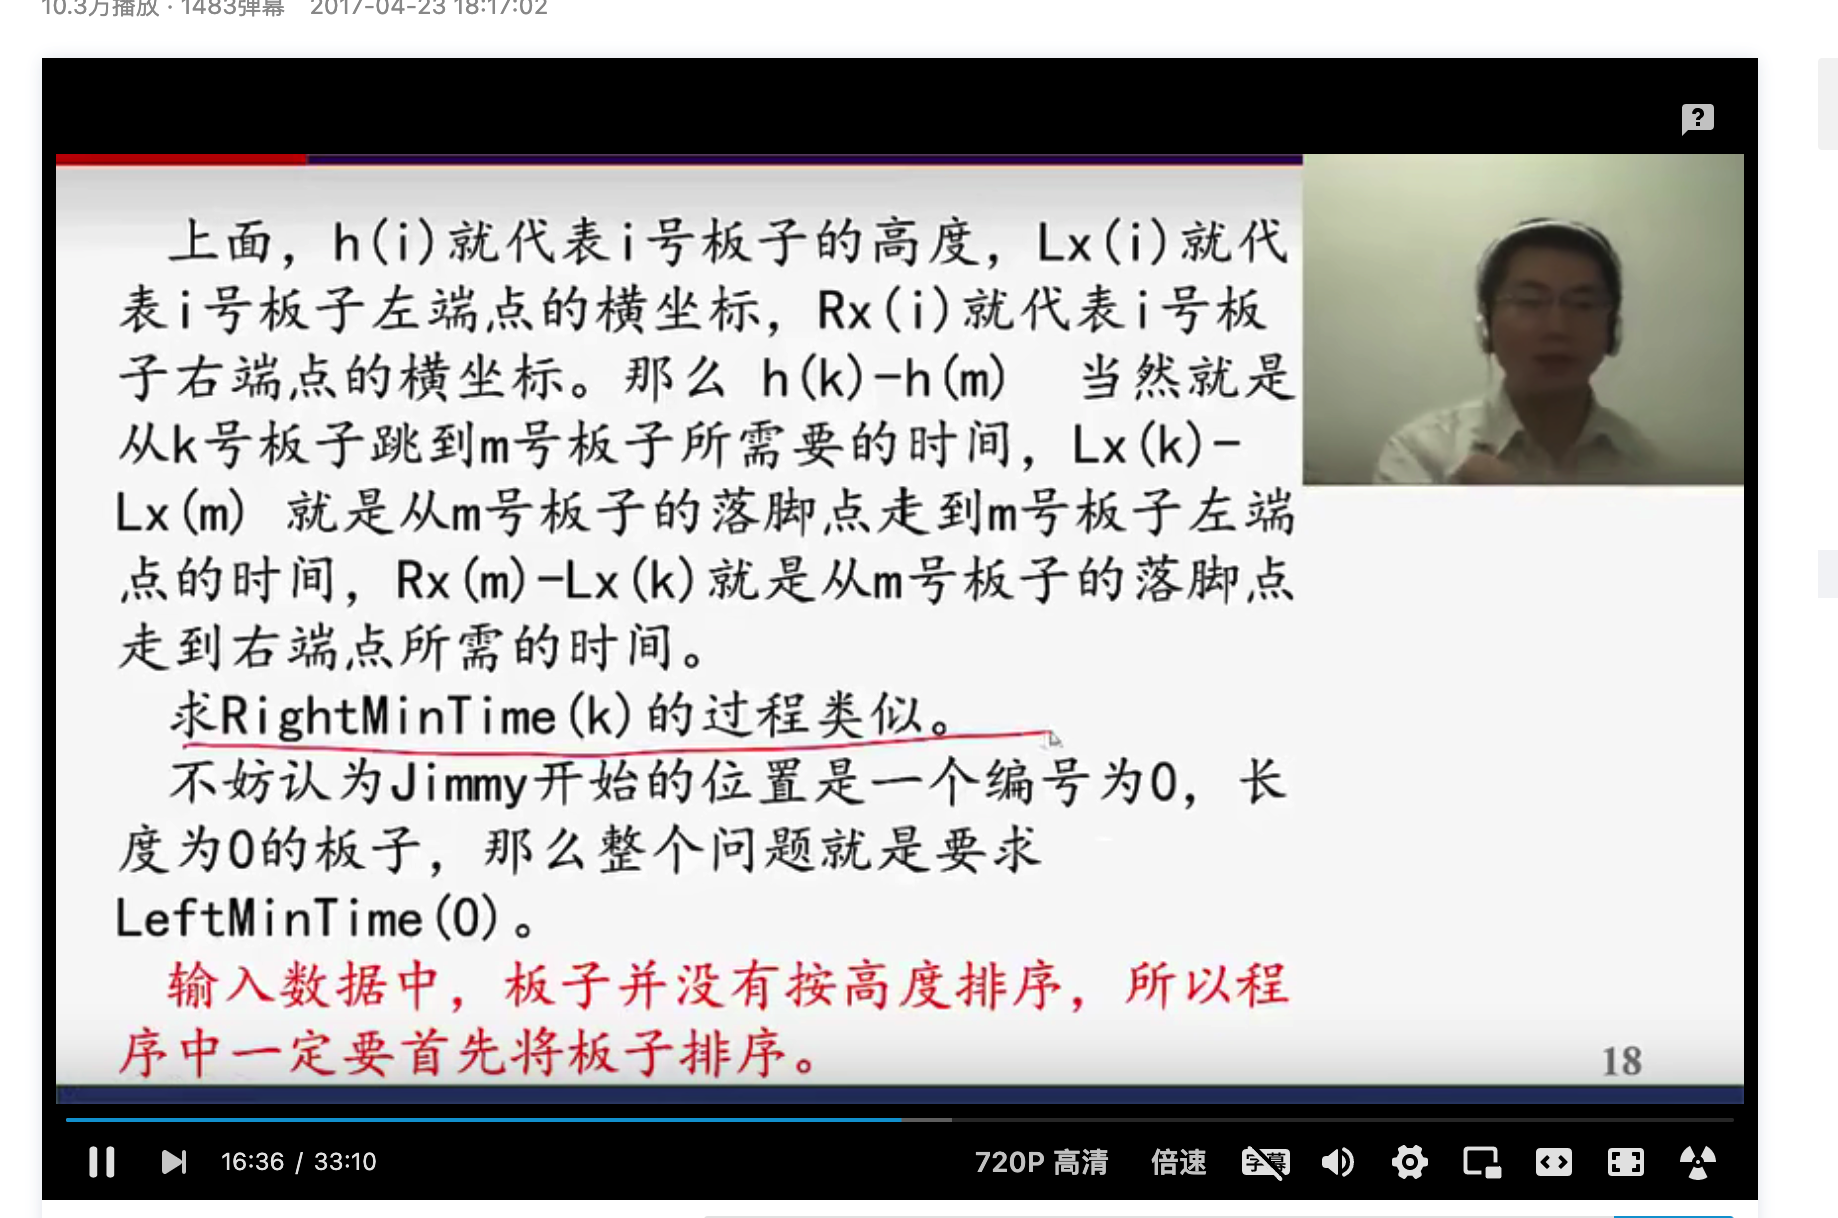 10.3万播放 · 1483弹幕 2017-04-23 18:17:02
?
上面，h(i)就代表i号板子的高度，Lx(i)就代
表i号板子左端点的横坐标，Rx(i)就代表i号板
子右端点的横坐标。那么 h(k)-h(m) 当然就是
从k号板子跳到m号板子所需要的时间，Lx(k)-
Lx(m) 就是从m号板子的落脚点走到m号板子左端
点的时间，Rx(m)-Lx(k)就是从m号板子的落脚点
走到右端点所需的时间。
求RightMinTime(k)的过程类似。
不妨认为Jimmy开始的位置是一个编号为0，长
度为0的板子，那么整个问题就是要求
LeftMinTime(0)。
输入数据中，板子并没有按高度排序，所以程
序中一定要首先将板子排序。
18
16:36 / 33:10 720P 高清 倍速 字幕